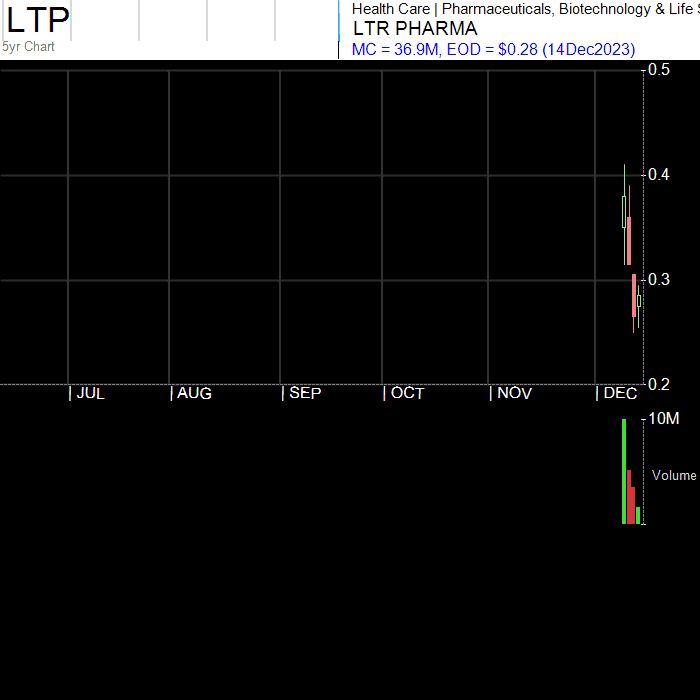 LTP
5yr Chart
Health Care | Pharmaceuticals, Biotechnology & Life S
LTR PHARMA
MC = 36.9M, EOD = $0.28 (14Dec2023)
0.5
0.4
0.3
0.2
| JUL | AUG | SEP | OCT | NOV | DEC
10M
Volume